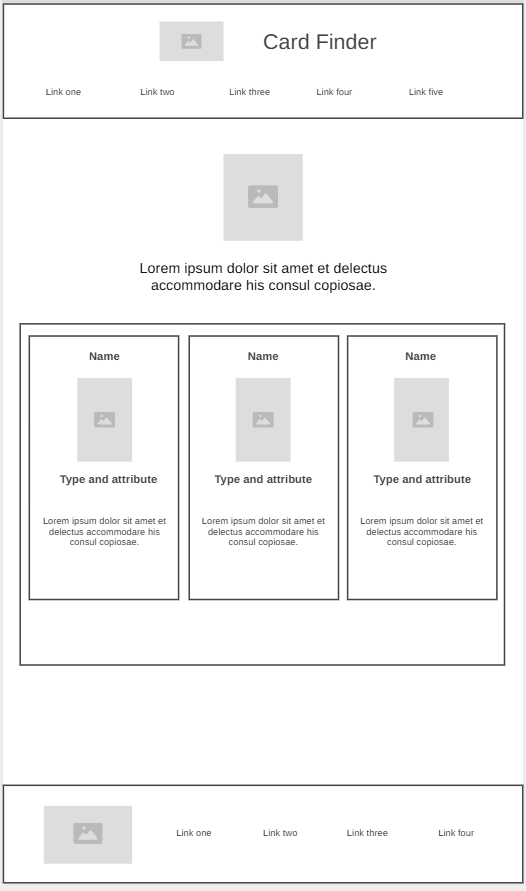 Card Finder
Link one
Link two
Link three
Link four
Link five
Lorem ipsum dolor sit amet et delectus
accommodare his consul copiosae.
Name
Type and attribute
Lorem ipsum dolor sit amet et
delectus accommodare his
consul copiosae.
Name
Type and attribute
Lorem ipsum dolor sit amet et
delectus accommodare his
consul copiosae.
Name
Type and attribute
Lorem ipsum dolor sit amet et
delectus accommodare his
consul copiosae.
Link one
Link two
Link three
Link four